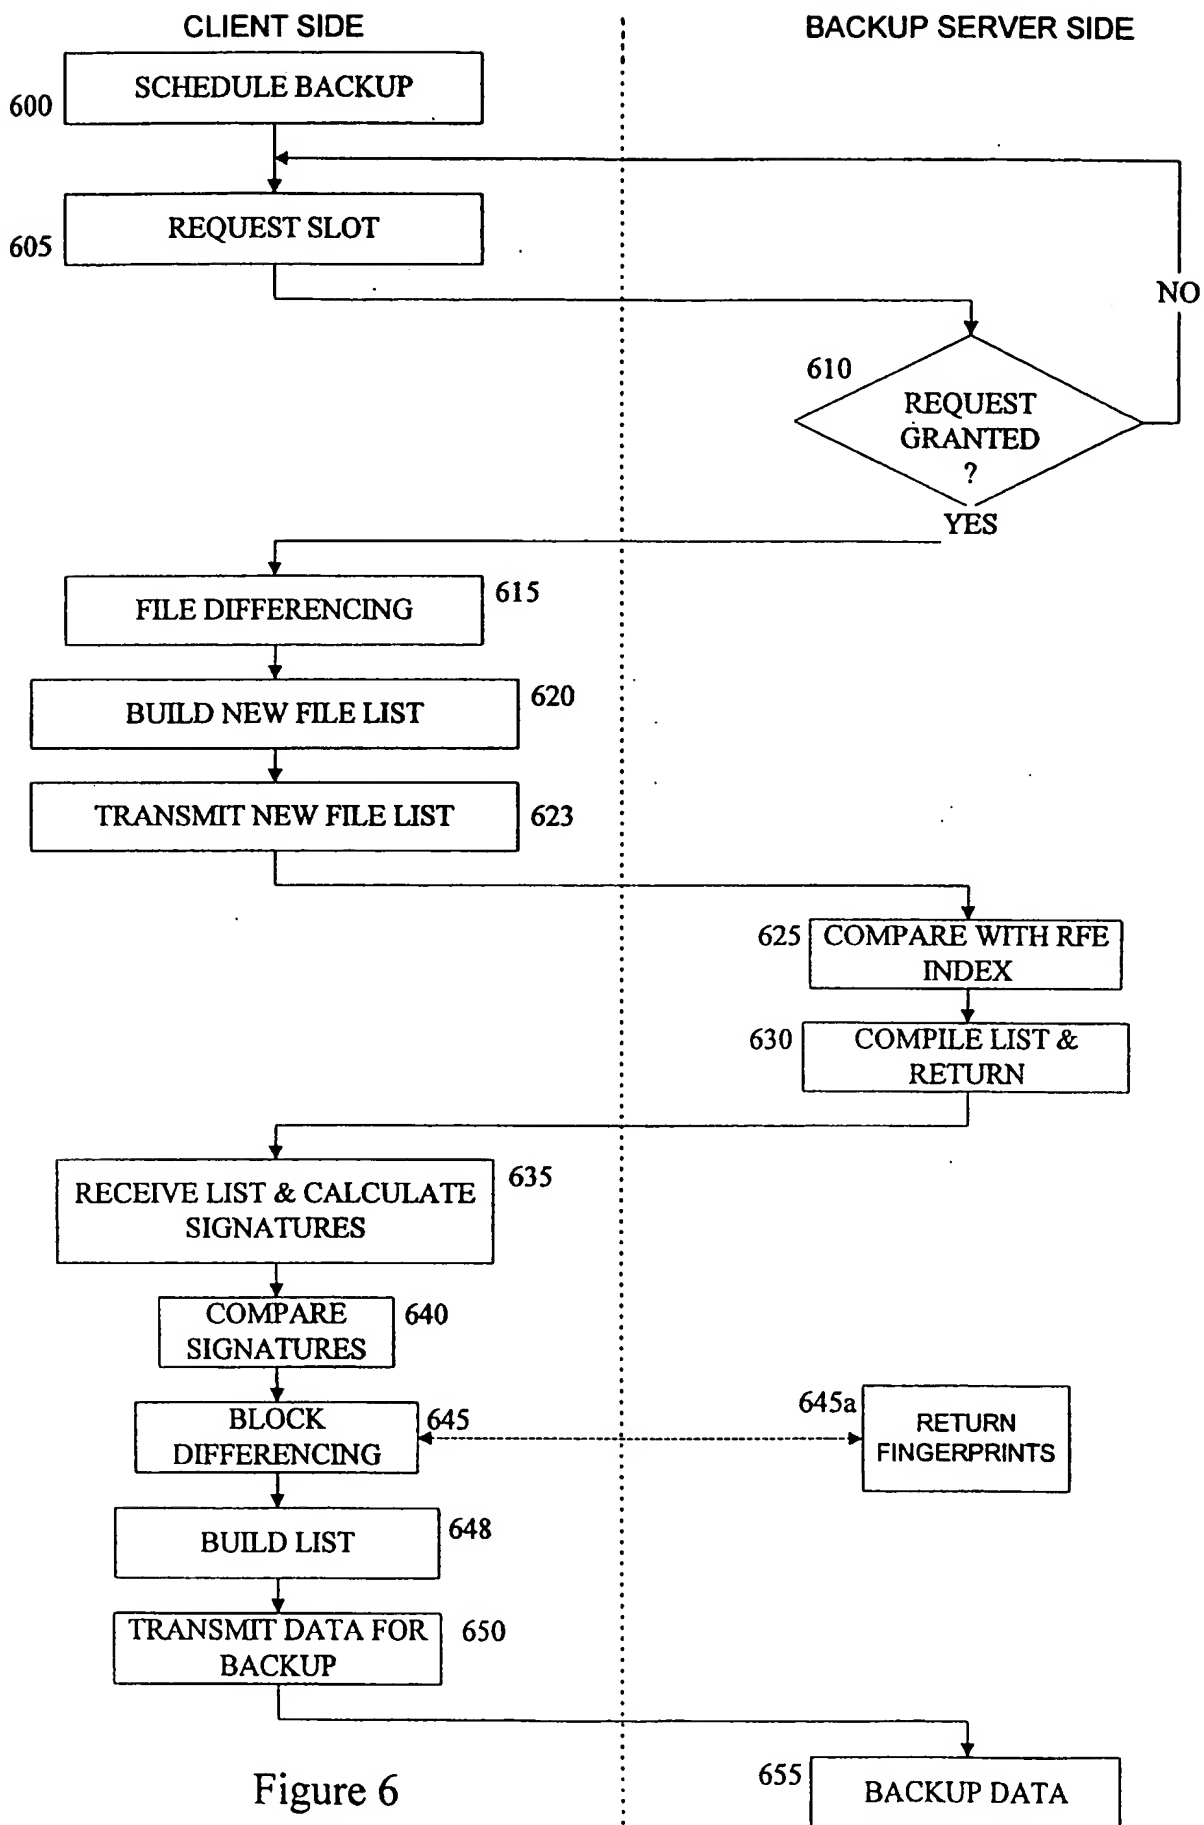 CLIENT SIDE
BACKUP SERVER SIDE
SCHEDULE BACKUP
600
REQUEST SLOT
605
NO
610
REQUEST
GRANTED
?
YES
FILE DIFFERENCING
615
BUILD NEW FILE LIST
620
TRANSMIT NEW FILE LIST
623
625
COMPARE WITH RFE
INDEX
630
COMPILE LIST &
RETURN
RECEIVE LIST & CALCULATE
SIGNATURES
635
COMPARE
SIGNATURES
640
BLOCK
DIFFERENCING
645
645a
RETURN
FINGERPRINTS
BUILD LIST
648
TRANSMIT DATA FOR
BACKUP
650
655
BACKUP DATA
Figure 6